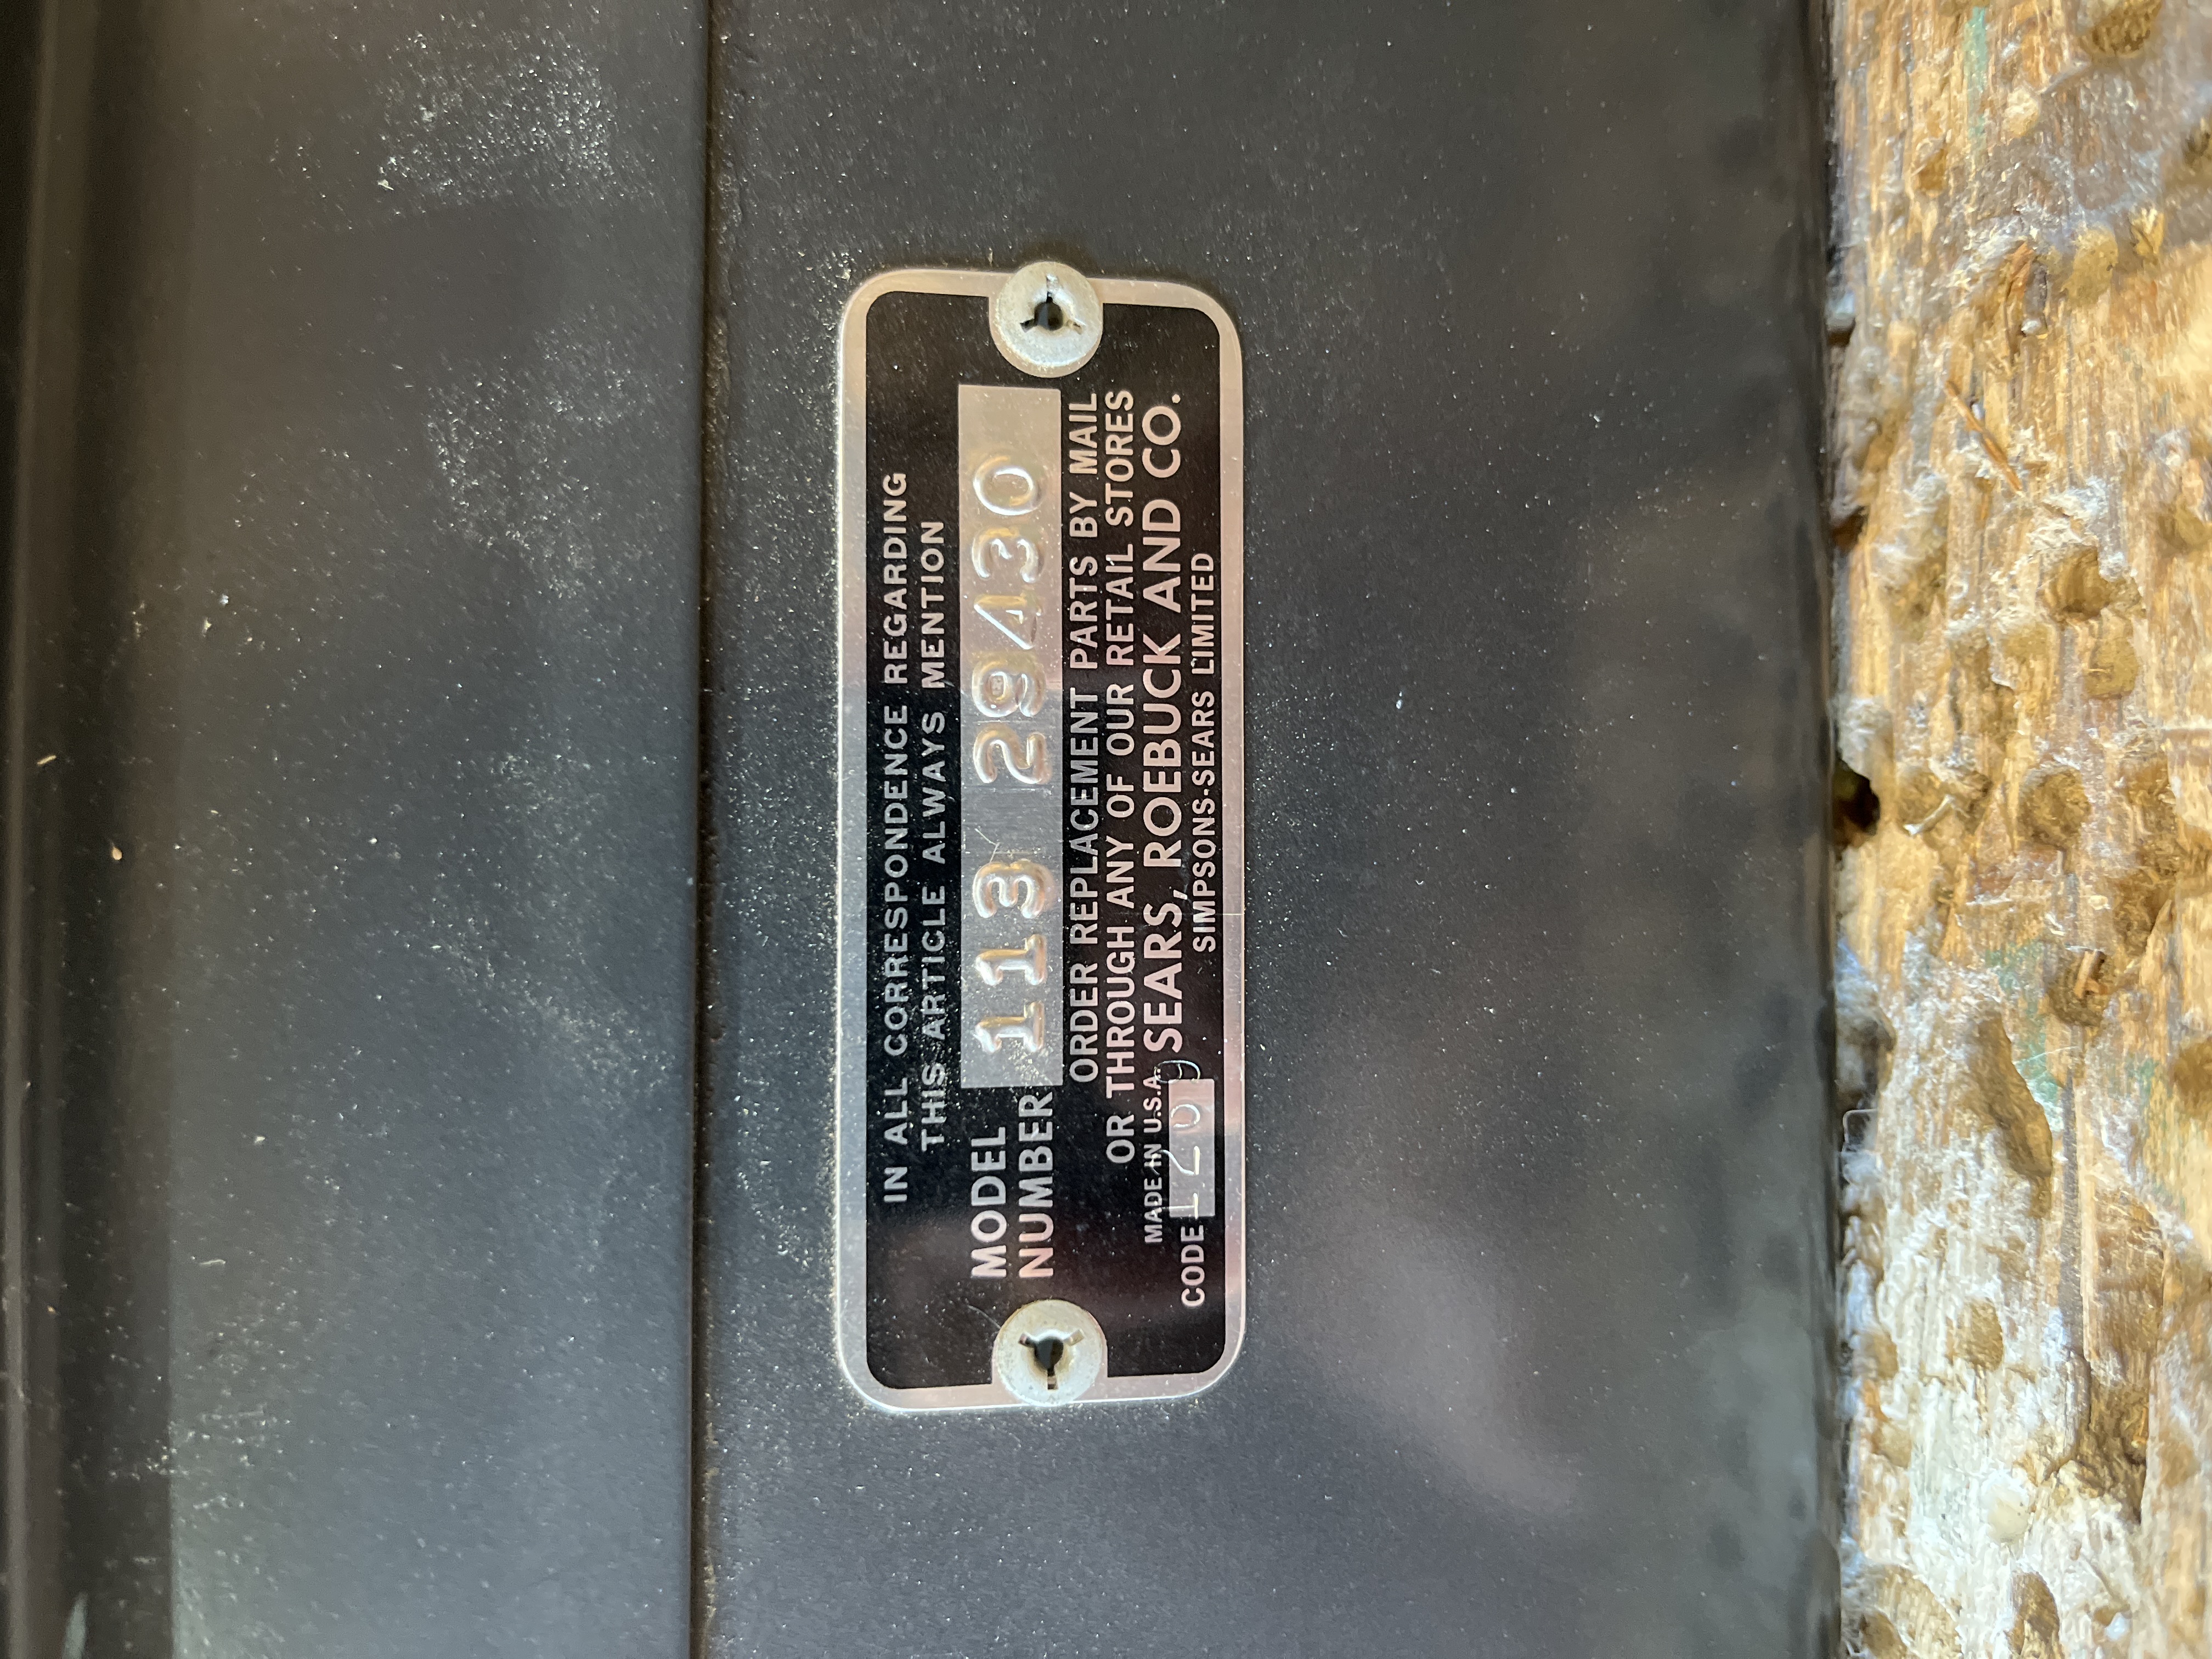 IN ALL CORRESPONDENCE REGARDING
THIS ARTICLE ALWAYS MENTION
MODEL
NUMBER 113 29430
ORDER REPLACEMENT PARTS BY MAIL
OR THROUGH ANY OF OUR RETAIL STORES
MADE IN U.S.A. SEARS, ROEBUCK AND CO.
CODE
SIMPSONS-SEARS LIMITED